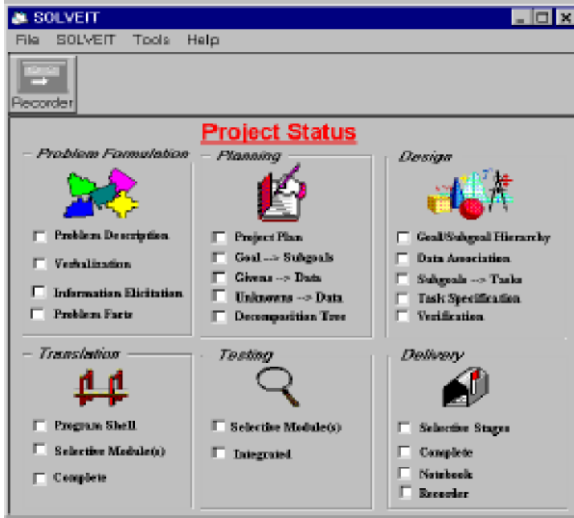 SOLVEIT
File SOLVEIT Tools Help
Recorder
Project Status
Problem Formulation
Problem Description
Verbalization
Information Elicitation
Problem Facts
Planning
Project Plan
Goal --> Subgoals
Givens --> Data
Unknowns --> Data
Decomposition Tree
Design
Goal/Subgoal Hierarchy
Data Association
Subgoals --> Tasks
Task Specification
Verification
Translation
Program Shell
Selective Module(s)
Complete
Testing
Selective Module(s)
Integrated
Delivery
Selective Stages
Complete
Notebook
Recorder